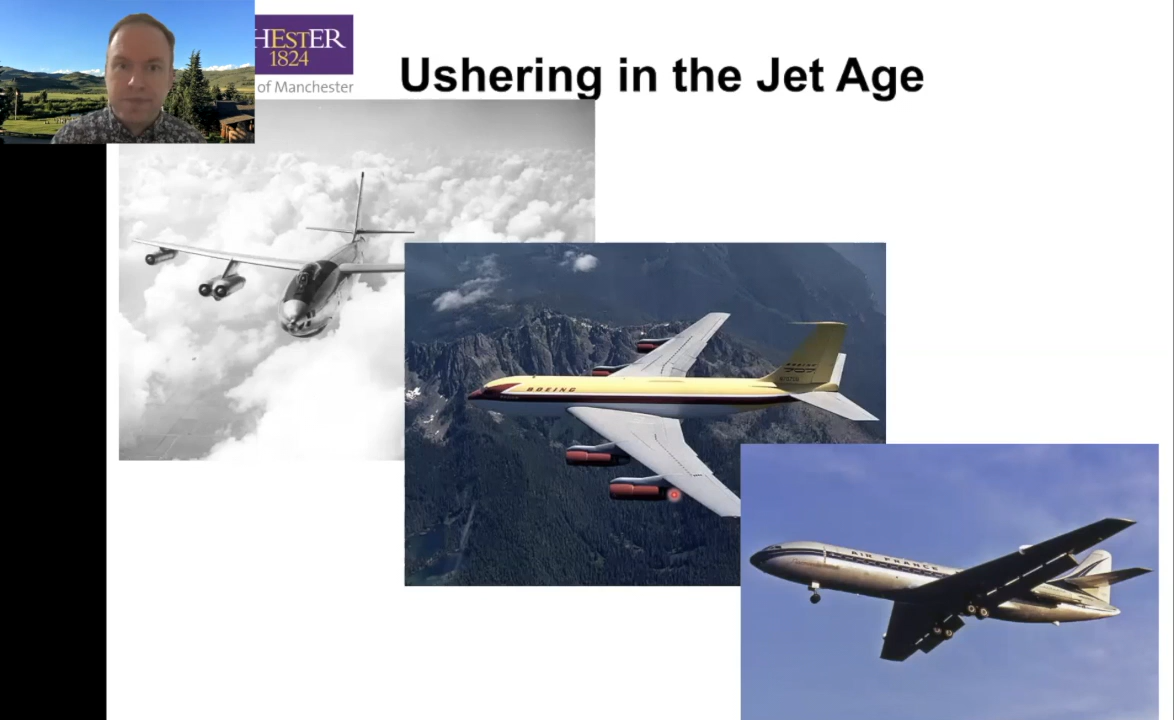 HESTER
1824
of Manchester
Ushering in the Jet Age
BOEING
AIR FRANCE